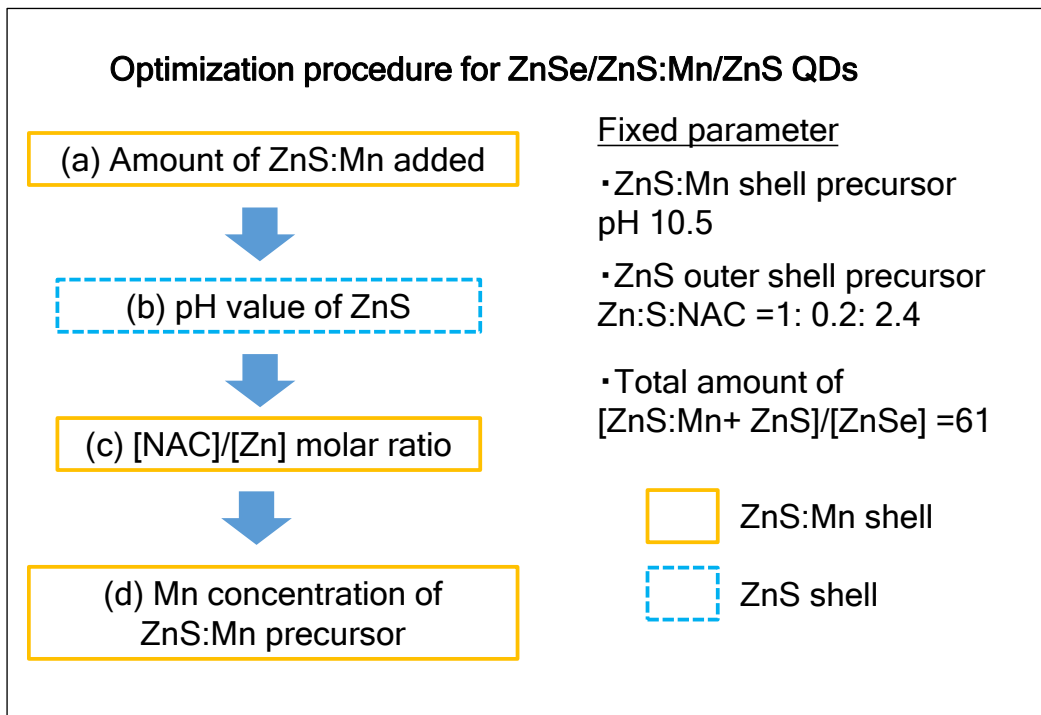 Optimization procedure for ZnSe/ZnS:Mn/ZnS QDs
(a) Amount of ZnS:Mn added
(b) pH value of ZnS
(c) [NAC]/[Zn] molar ratio
(d) Mn concentration of
ZnS:Mn precursor
Fixed parameter
・ZnS:Mn shell precursor
pH 10.5
・ZnS outer shell precursor
Zn:S:NAC =1: 0.2: 2.4
・Total amount of
[ZnS:Mn+ ZnS]/[ZnSe] =61
ZnS:Mn shell
ZnS shell